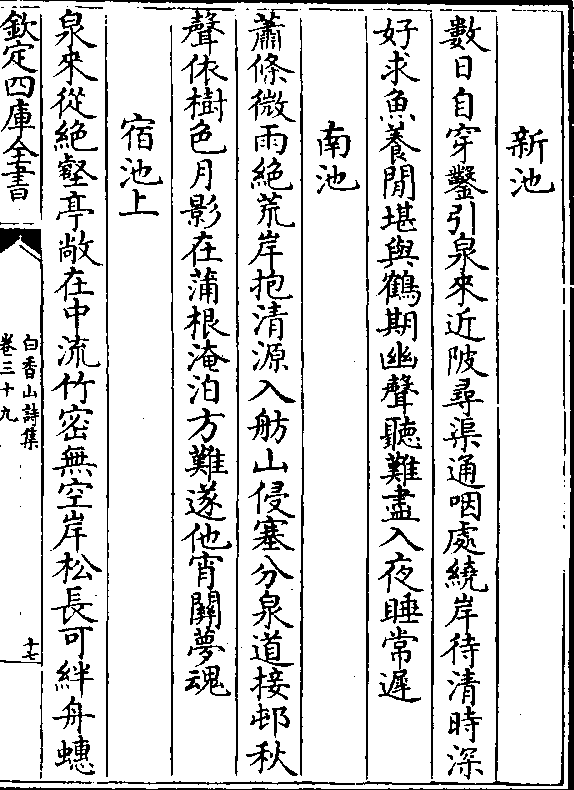 新池
數日自穿鑿引泉來近陂尋渠通咽處繞岸待清時深
好求魚養閒堪與鶴期幽聲聽難盡入夜睡常遲
南池
蕭條微雨絶荒岸抱清源入舫山侵塞分泉道接邨秋
聲依樹色月影在蒲根淹泊方難遂他宵關夢魂
宿池上
泉來從絶壑亭敞在中流竹密無空岸松長可絆舟蟪
欽定四庫全書
白香山詩集
卷三十九
十七